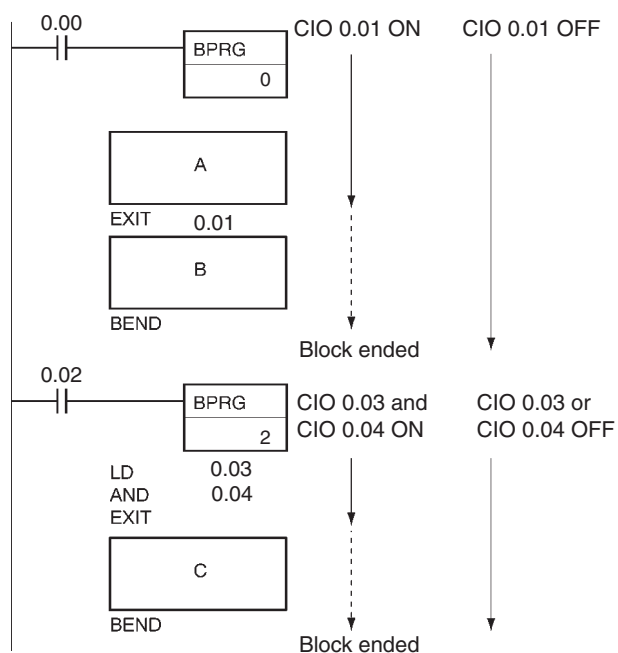 0.00
BPRG
0
CIO 0.01 ON
CIO 0.01 OFF
A
EXIT 0.01
B
BEND
Block ended
0.02
BPRG
2
CIO 0.03 and
CIO 0.04 ON
CIO 0.03 or
CIO 0.04 OFF
LD 0.03
AND 0.04
EXIT
C
BEND
Block ended